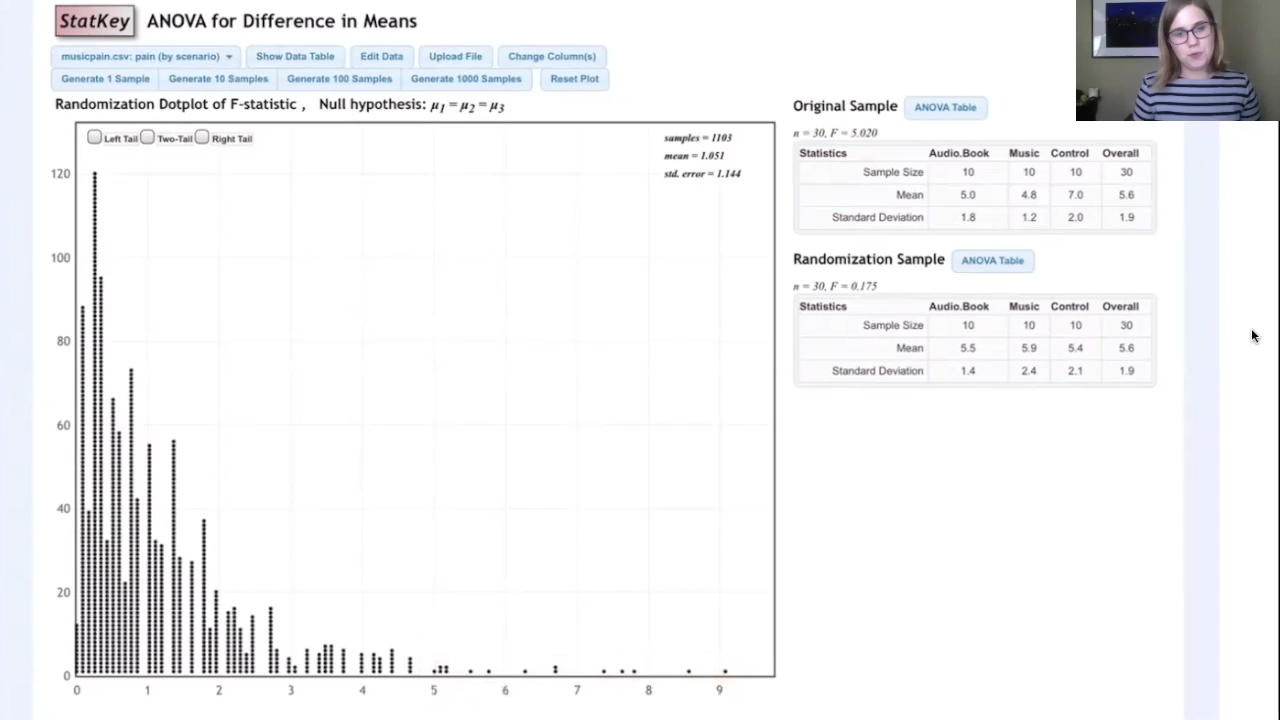 StatKey ANOVA for Difference in Means
musicpain.csv: pain (by scenario) Show Data Table Edit Data Upload File Change Column(s)
Generate 1 Sample Generate 10 Samples Generate 100 Samples Generate 1000 Samples Reset Plot
Randomization Dotplot of F-statistic , Null hypothesis: μ1 = μ2 = μ3
Left Tail Two-Tail Right Tail
samples = 1103
mean = 1.051
std. error = 1.144
120
100
80
60
40
20
0
0 1 2 3 4 5 6 7 8 9
Original Sample ANOVA Table
n = 30, F = 5.020
Statistics Audio.Book Music Control Overall
Sample Size 10 10 10 30
Mean 5.0 4.8 7.0 5.6
Standard Deviation 1.8 1.2 2.0 1.9
Randomization Sample ANOVA Table
n = 30, F = 0.175
Statistics Audio.Book Music Control Overall
Sample Size 10 10 10 30
Mean 5.5 5.9 5.4 5.6
Standard Deviation 1.4 2.4 2.1 1.9